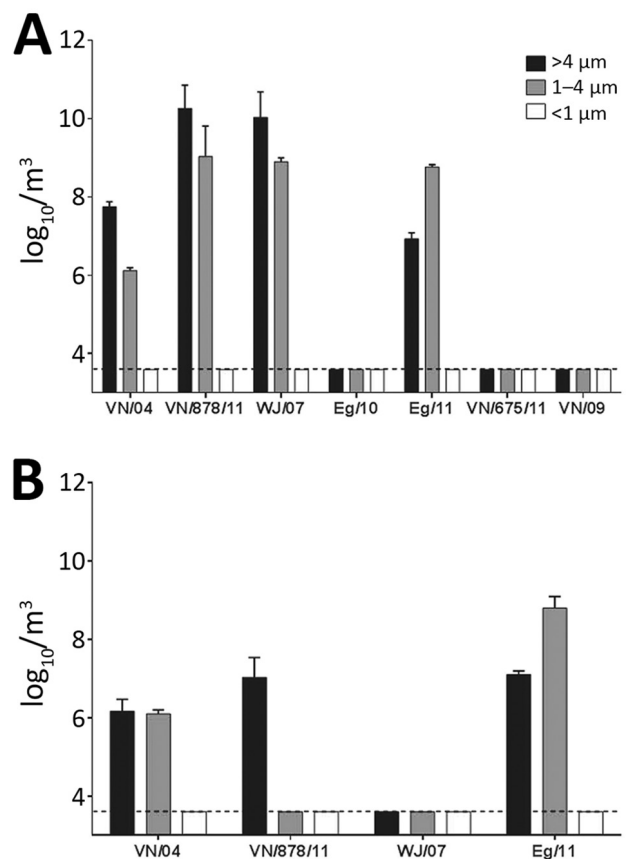 A
12
10
8
6
4
log10/m3
>4 µm
1–4 µm
<1 µm
VN/04 VN/878/11 WJ/07 Eg/10 Eg/11 VN/675/11 VN/09
B
12
10
8
6
4
log10/m3
VN/04 VN/878/11 WJ/07 Eg/11